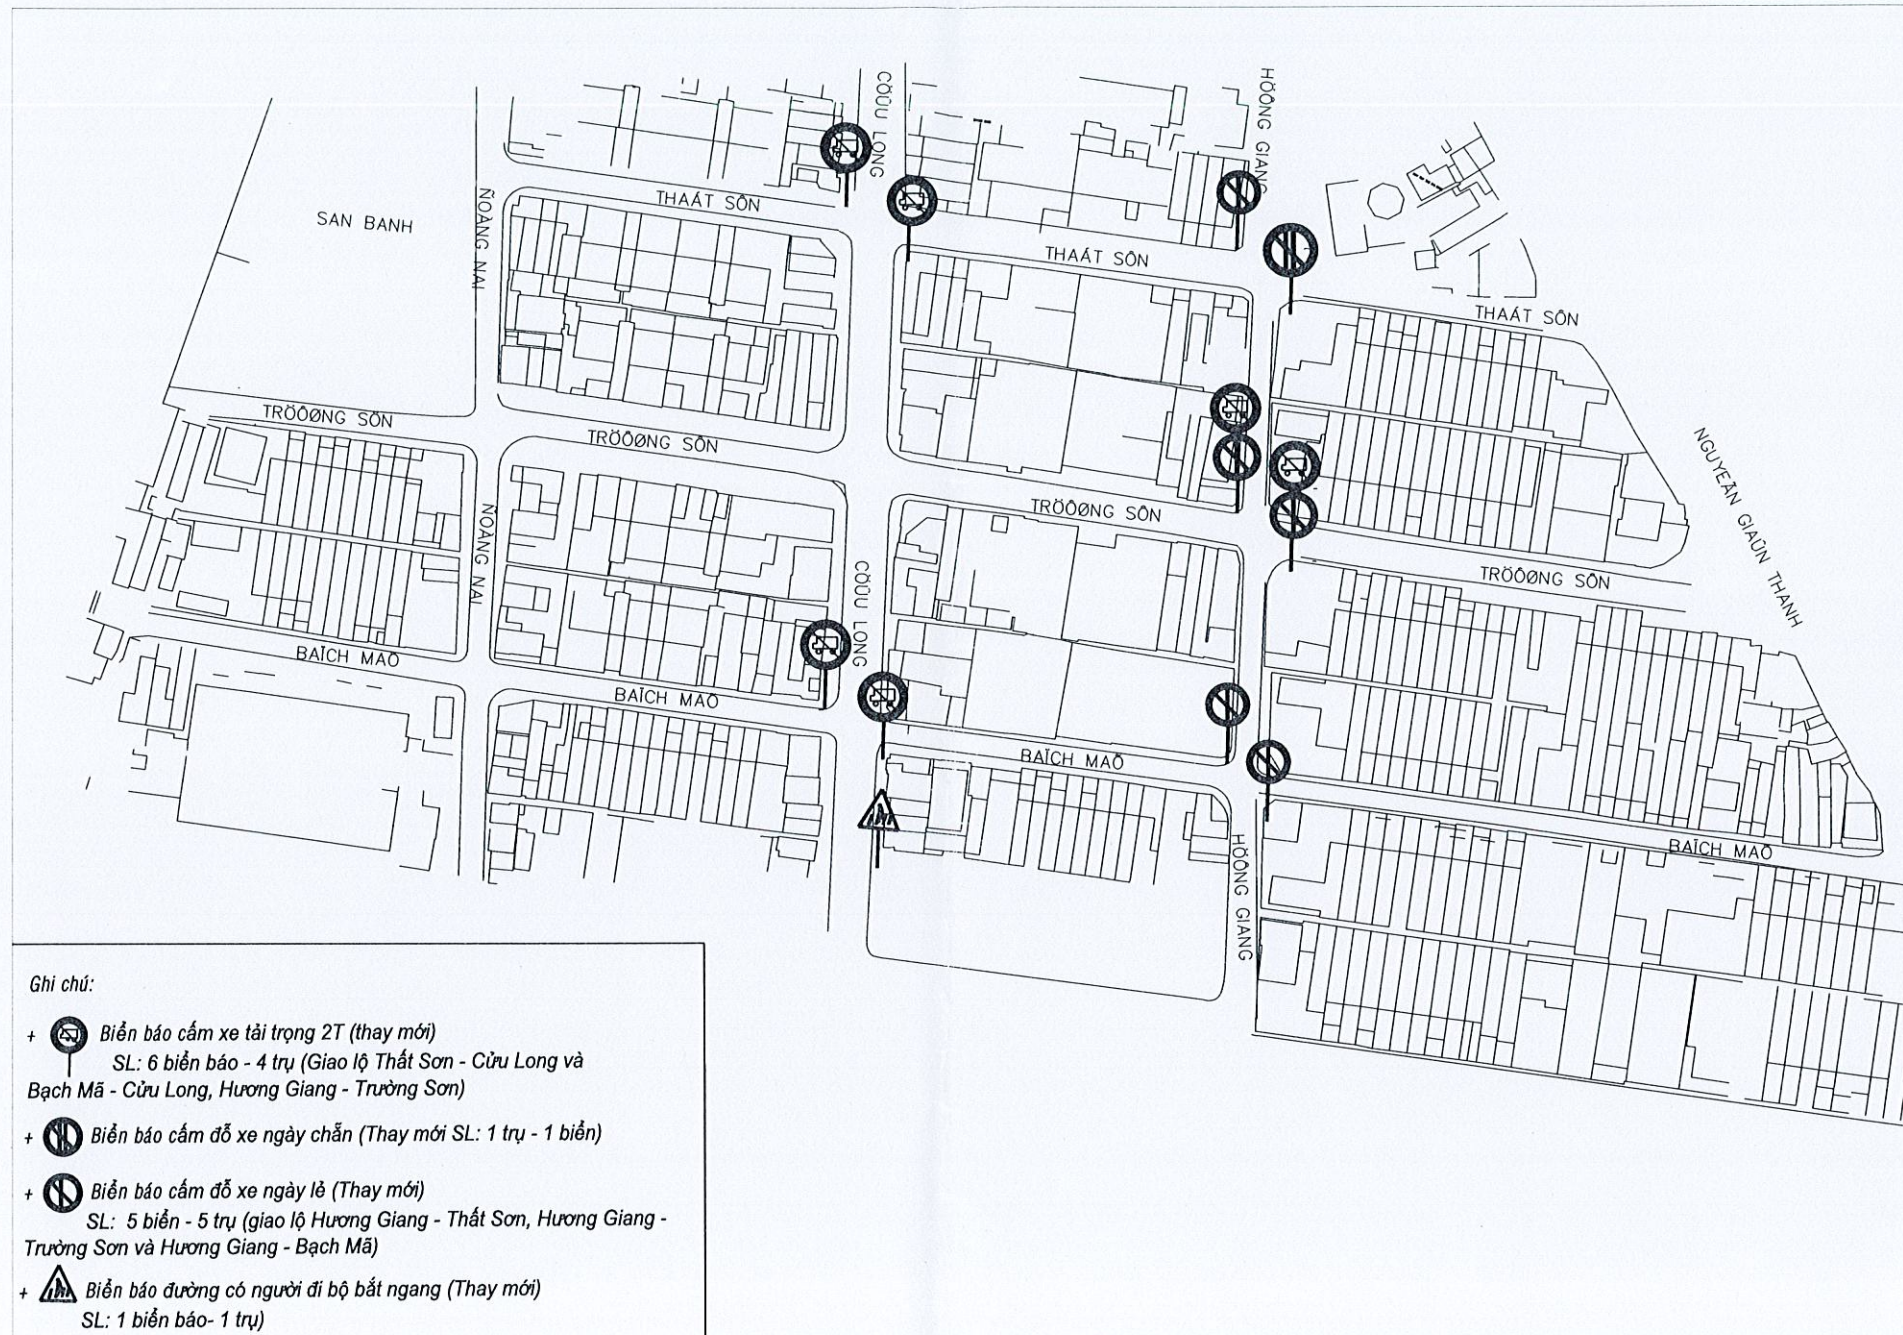 CÖÛU LONG
HÖÔNG GIANG
SAN BANH
ÑOÀNG NAI
THAÁT SÔN
THAÁT SÔN
THAÁT SÔN
TRÖÔØNG SÔN
TRÖÔØNG SÔN
TRÖÔØNG SÔN
TRÖÔØNG SÔN
NGUYEÃN GIAÛN THANH
ÑOÀNG NAI
CÖÛU LONG
BAÏCH MAÕ
BAÏCH MAÕ
BAÏCH MAÕ
BAÏCH MAÕ
HÖÔNG GIANG
Ghi chú:
+ Biển báo cấm xe tải trọng 2T (thay mới)
SL: 6 biển báo - 4 trụ (Giao lộ Thất Sơn - Cửu Long và
Bạch Mã - Cửu Long, Hương Giang - Trường Sơn)
+ Biển báo cấm đỗ xe ngày chẵn (Thay mới SL: 1 trụ - 1 biển)
+ Biển báo cấm đỗ xe ngày lẻ (Thay mới)
SL: 5 biển - 5 trụ (giao lộ Hương Giang - Thất Sơn, Hương Giang -
Trường Sơn và Hương Giang - Bạch Mã)
+ Biển báo đường có người đi bộ bắt ngang (Thay mới)
SL: 1 biển báo- 1 trụ)